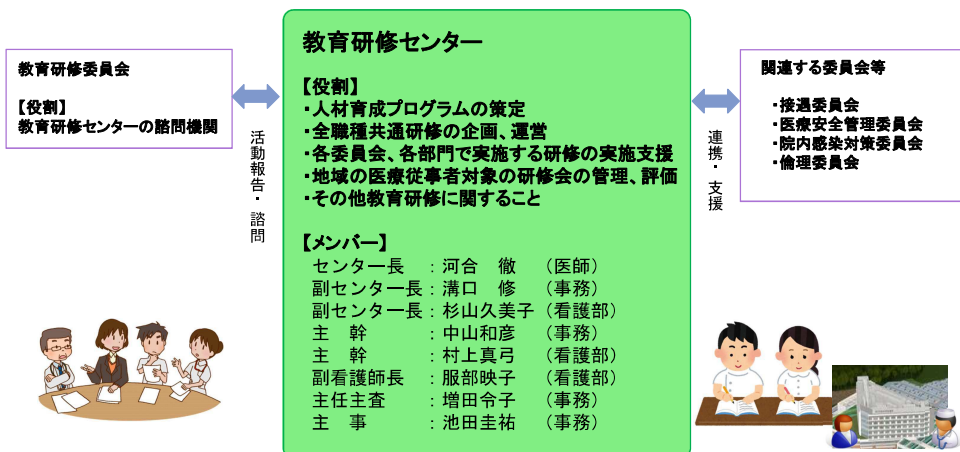 教育研修委員会
【役割】
教育研修センターの諮問機関
活動報告・諮問
教育研修センター
【役割】
・人材育成プログラムの策定
・全職種共通研修の企画、運営
・各委員会、各部門で実施する研修の実施支援
・地域の医療従事者対象の研修会の管理、評価
・その他教育研修に関すること
【メンバー】
センター長　：河合　徹　（医師）
副センター長：溝口　修　（事務）
副センター長：杉山久美子（看護部）
主　幹　　　：中山和彦　（事務）
主　幹　　　：村上真弓　（看護部）
副看護師長　：服部映子　（看護部）
主任主査　　：増田令子　（事務）
主　事　　　：池田圭祐　（事務）
連携・支援
関連する委員会等
・接遇委員会
・医療安全管理委員会
・院内感染対策委員会
・倫理委員会